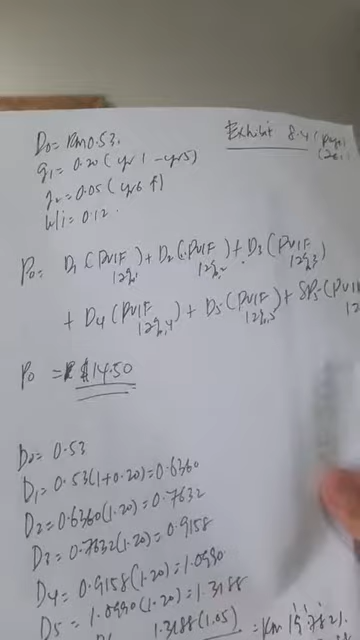 D₀= Rm0.53.
Exhibit 8.4 (
g₁ = 0.20 ( yr 1 - yr5)
g₂ = 0.05 ( yr6
k/i = 0.12
P₀= D₁ (PVIF 12%,1) + D₂ (PVIF 12%,2) + D₃ (PVIF 12%,3)
+ D₄ (PVIF 12%,4) + D₅ (PVIF 12%,5) + SP₅ (PVIF
P₀ = $14.50
D₀= 0.53
D₁ = 0.53(1+0.20) = 0.6360
D₂ = 0.6360(1.20) = 0.7632
D₃ = 0.7632(1.20) = 0.9158
D₄ = 0.9158(1.20) = 1.0990
D₅ = 1.0990(1.20) = 1.3188
1.3188(1.05)